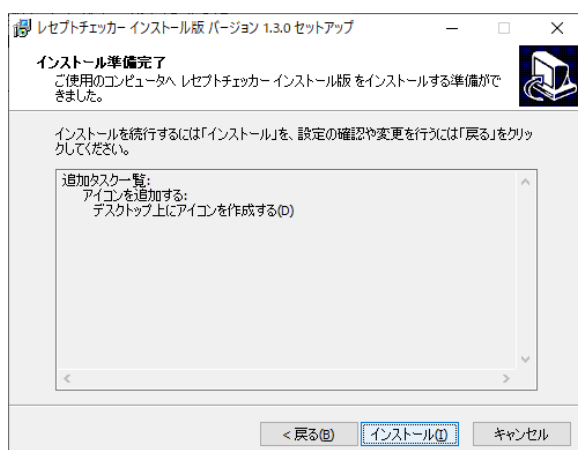 レセプトチェッカー インストール版 バージョン 1.3.0 セットアップ
インストール準備完了
ご使用のコンピュータへ レセプトチェッカー インストール版 をインストールする準備がで
きました。
インストールを続行するには「インストール」を、設定の確認や変更を行うには「戻る」をクリッ
クしてください。
追加タスク一覧:
アイコンを追加する:
デスクトップ上にアイコンを作成する(D)
< 戻る(B)
インストール(I)
キャンセル